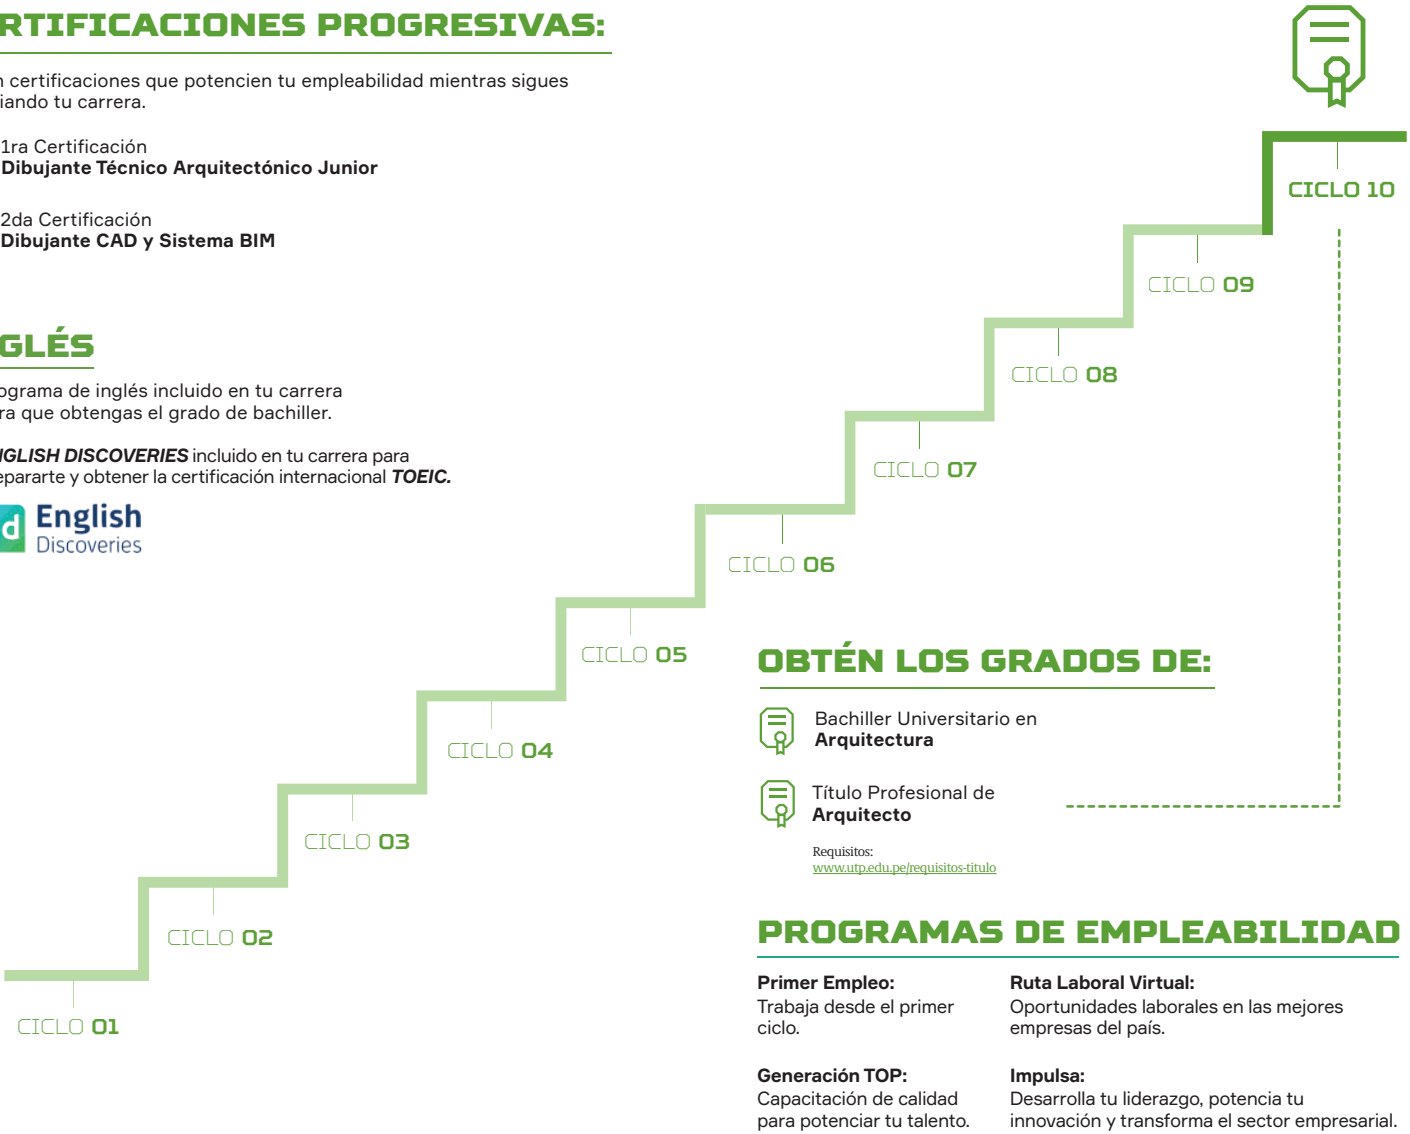 RTIFICACIONES PROGRESIVAS:
n certificaciones que potencien tu empleabilidad mientras sigues
iando tu carrera.
1ra Certificación
Dibujante Técnico Arquitectónico Junior
2da Certificación
Dibujante CAD y Sistema BIM
GLÉS
ograma de inglés incluido en tu carrera
ra que obtengas el grado de bachiller.
NGLISH DISCOVERIES incluido en tu carrera para
epararte y obtener la certificación internacional TOEIC.
d English
Discoveries
CICLO 10
CICLO 09
CICLO 08
CICLO 07
CICLO 06
CICLO 05
CICLO 04
CICLO 03
CICLO 02
CICLO 01
OBTÉN LOS GRADOS DE:
Bachiller Universitario en
Arquitectura
Título Profesional de
Arquitecto
Requisitos:
www.utp.edu.pe/requisitos-titulo
PROGRAMAS DE EMPLEABILIDAD
Primer Empleo:
Trabaja desde el primer
ciclo.
Ruta Laboral Virtual:
Oportunidades laborales en las mejores
empresas del país.
Generación TOP:
Capacitación de calidad
para potenciar tu talento.
Impulsa:
Desarrolla tu liderazgo, potencia tu
innovación y transforma el sector empresarial.